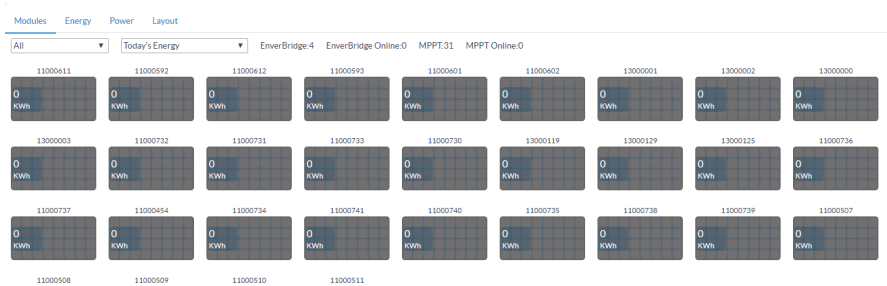 Modules Energy Power Layout
All Today's Energy EnverBridge:4 EnverBridge Online:0 MPPT:31 MPPT Online:0
11000611 11000592 11000612 11000593 11000601 11000602 13000001 13000002 13000000
0 0 0 0 0 0 0 0 0
KWh KWh KWh KWh KWh KWh KWh KWh KWh
13000003 11000732 11000731 11000733 11000730 13000119 13000129 13000125 11000736
0 0 0 0 0 0 0 0 0
KWh KWh KWh KWh KWh KWh KWh KWh KWh
11000737 11000454 11000734 11000741 11000740 11000735 11000738 11000739 11000507
0 0 0 0 0 0 0 0 0
KWh KWh KWh KWh KWh KWh KWh KWh KWh
11000508 11000509 11000510 11000511